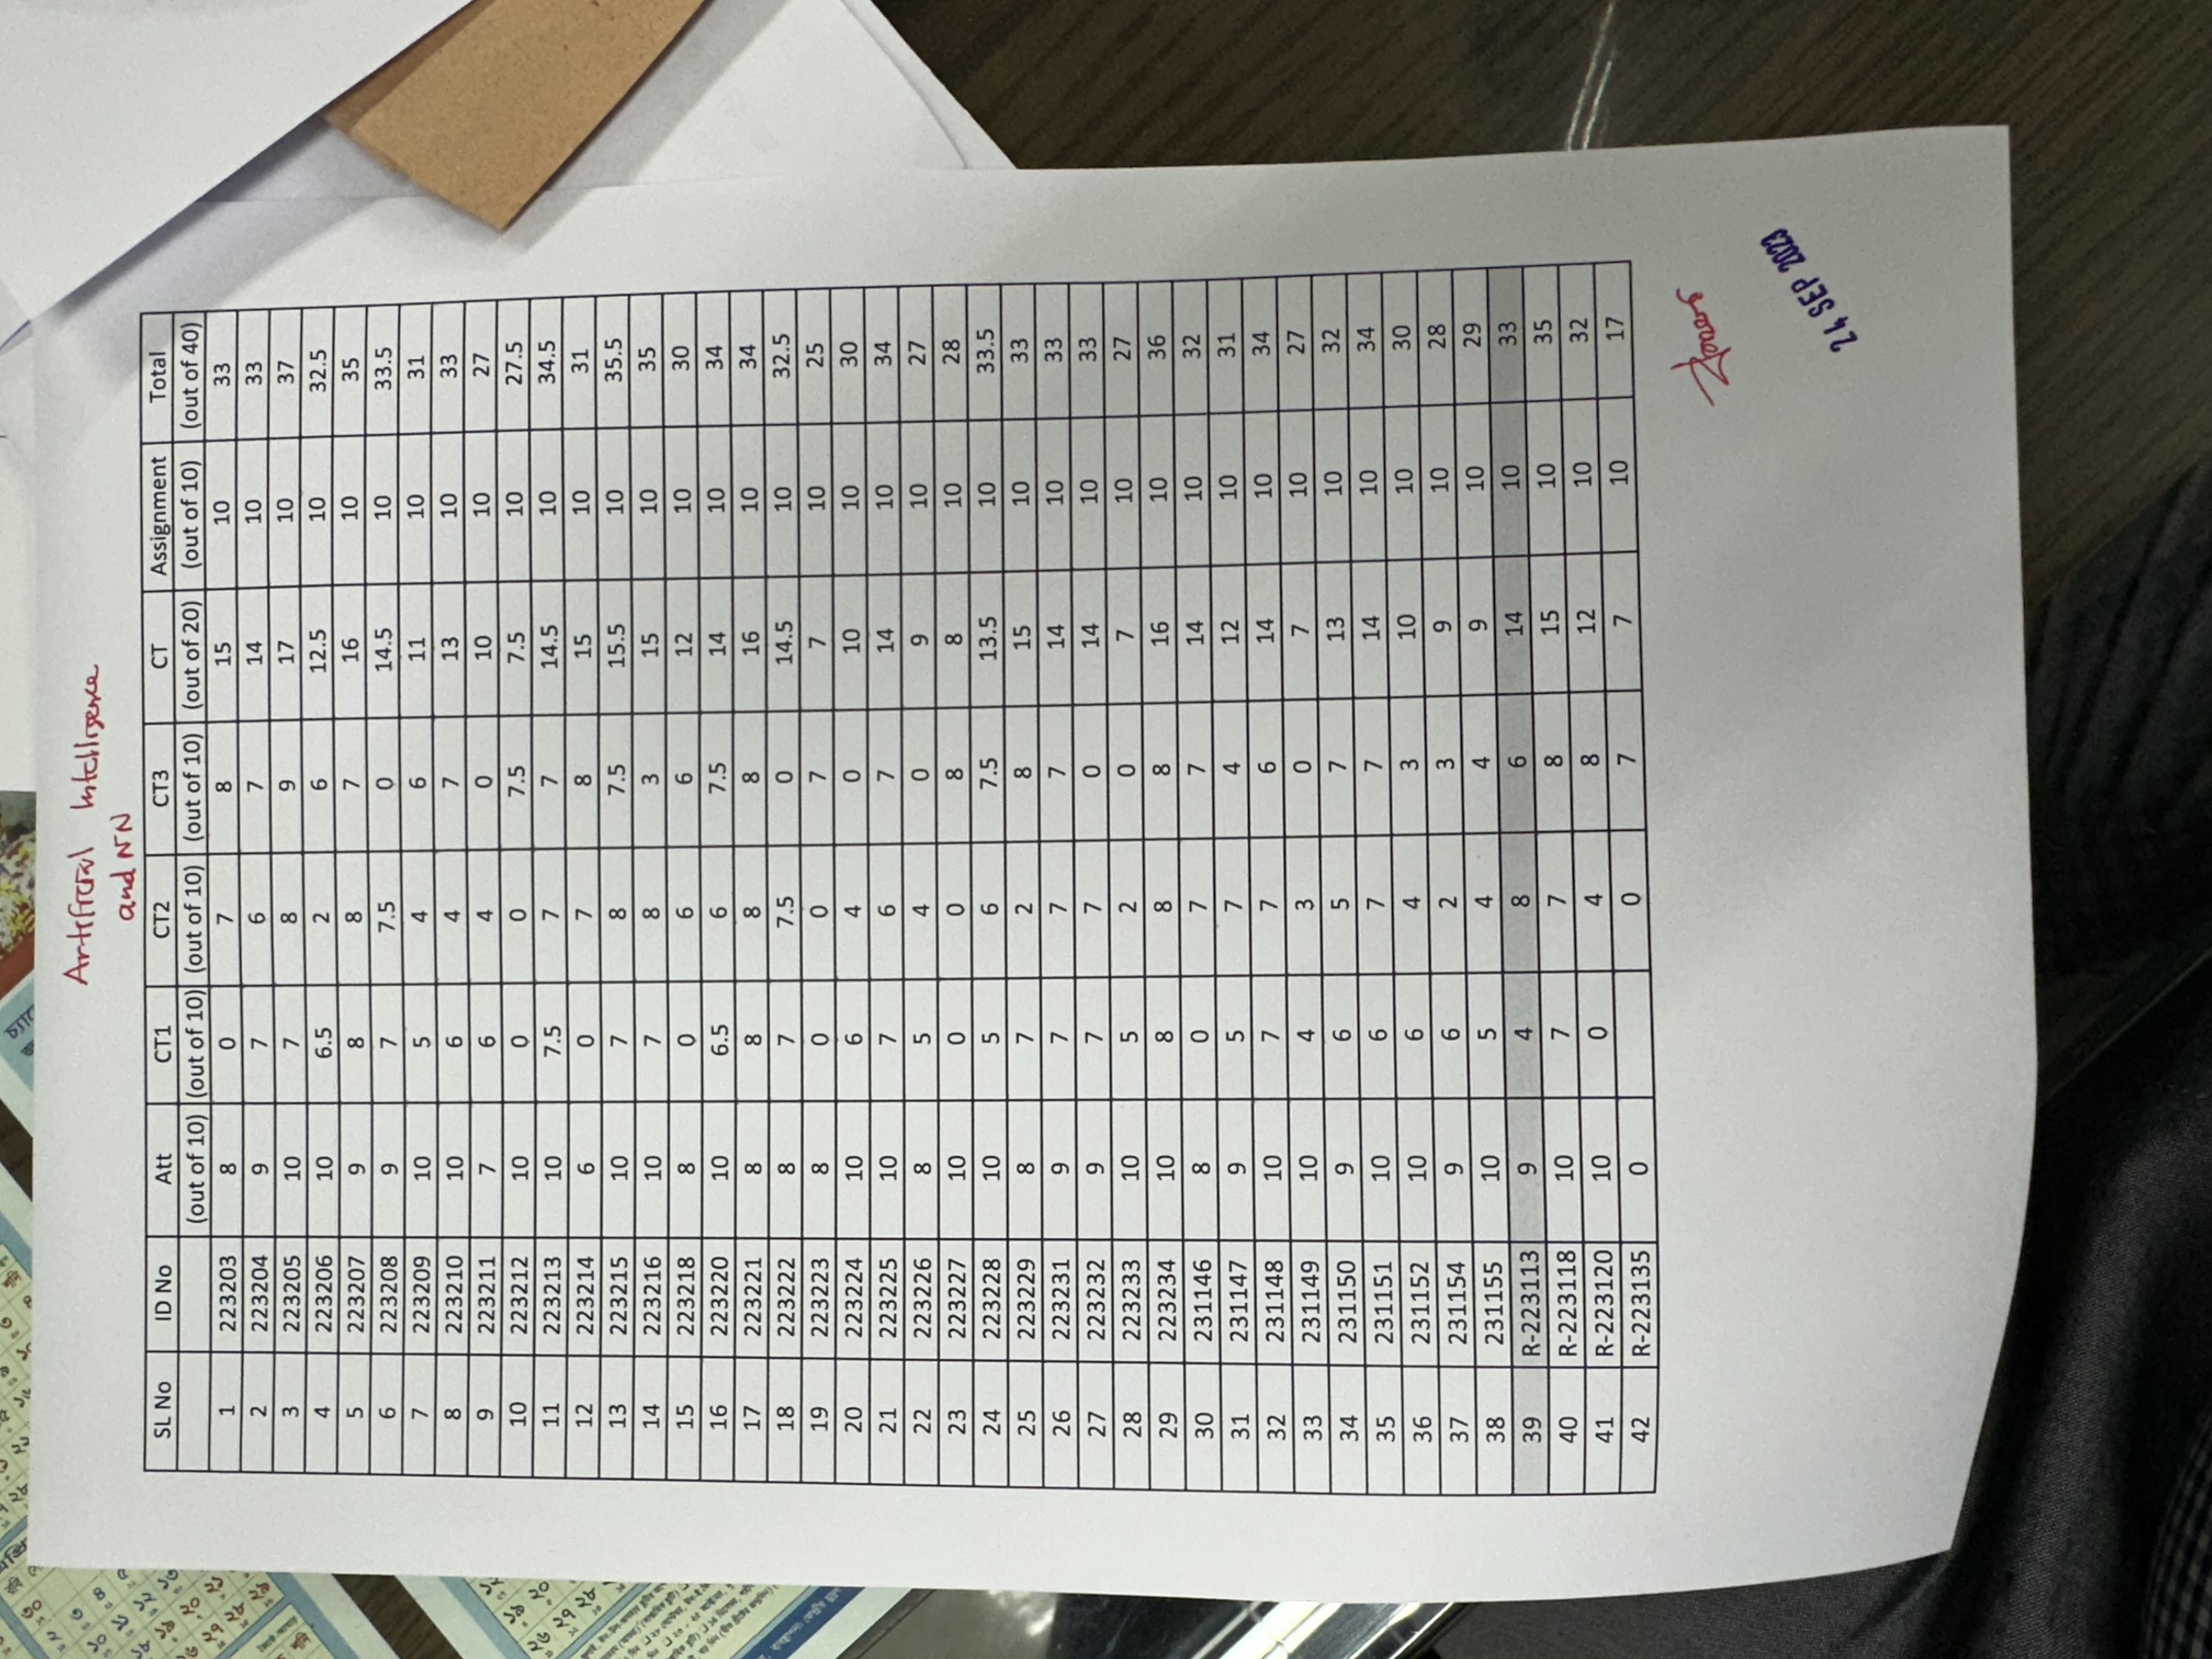 Artificial Intelligence
and NN
SL No ID No Att CT1 CT2 CT3 CT Assignment Total
(out of 10) (out of 10) (out of 10) (out of 10) (out of 20) (out of 10) (out of 40)
1 223203 8 0 7 8 15 10 33
2 223204 9 7 6 7 14 10 33
3 223205 10 7 8 9 17 10 37
4 223206 10 6.5 2 6 12.5 10 32.5
5 223207 9 8 8 7 16 10 35
6 223208 9 7 7.5 0 14.5 10 33.5
7 223209 10 5 4 6 11 10 31
8 223210 10 6 4 7 13 10 33
9 223211 7 6 4 0 10 10 27
10 223212 10 0 0 7.5 7.5 10 27.5
11 223213 10 7.5 7 7 14.5 10 34.5
12 223214 6 0 7 8 15 10 31
13 223215 10 7 8 7.5 15.5 10 35.5
14 223216 10 7 8 3 15 10 35
15 223218 8 0 6 6 12 10 30
16 223220 10 6.5 6 7.5 14 10 34
17 223221 8 8 8 8 16 10 34
18 223222 8 7 7.5 0 14.5 10 32.5
19 223223 8 0 0 7 7 10 25
20 223224 10 6 4 0 10 10 30
21 223225 10 7 6 7 14 10 34
22 223226 8 5 4 0 9 10 27
23 223227 10 0 0 8 8 10 28
24 223228 10 5 6 7.5 13.5 10 33.5
25 223229 8 7 2 8 15 10 33
26 223231 9 7 7 7 14 10 33
27 223232 9 7 7 0 14 10 33
28 223233 10 5 2 0 7 10 27
29 223234 10 8 8 8 16 10 36
30 231146 8 0 7 7 14 10 32
31 231147 9 5 7 4 12 10 31
32 231148 10 7 7 6 14 10 34
33 231149 10 4 3 0 7 10 27
34 231150 9 6 5 7 13 10 32
35 231151 10 6 7 7 14 10 34
36 231152 10 6 4 3 10 10 30
37 231154 9 6 2 3 9 10 28
38 231155 10 5 4 4 9 10 29
39 R-223113 9 4 8 6 14 10 33
40 R-223118 10 7 7 8 15 10 35
41 R-223120 10 0 4 8 12 10 32
42 R-223135 0 0 7 7 10 17
24 SEP 2023